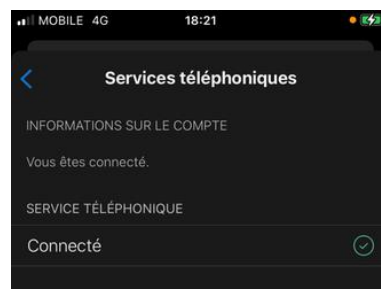 MOBILE 4G 18:21
Services téléphoniques
INFORMATIONS SUR LE COMPTE
Vous êtes connecté.
SERVICE TÉLÉPHONIQUE
Connecté